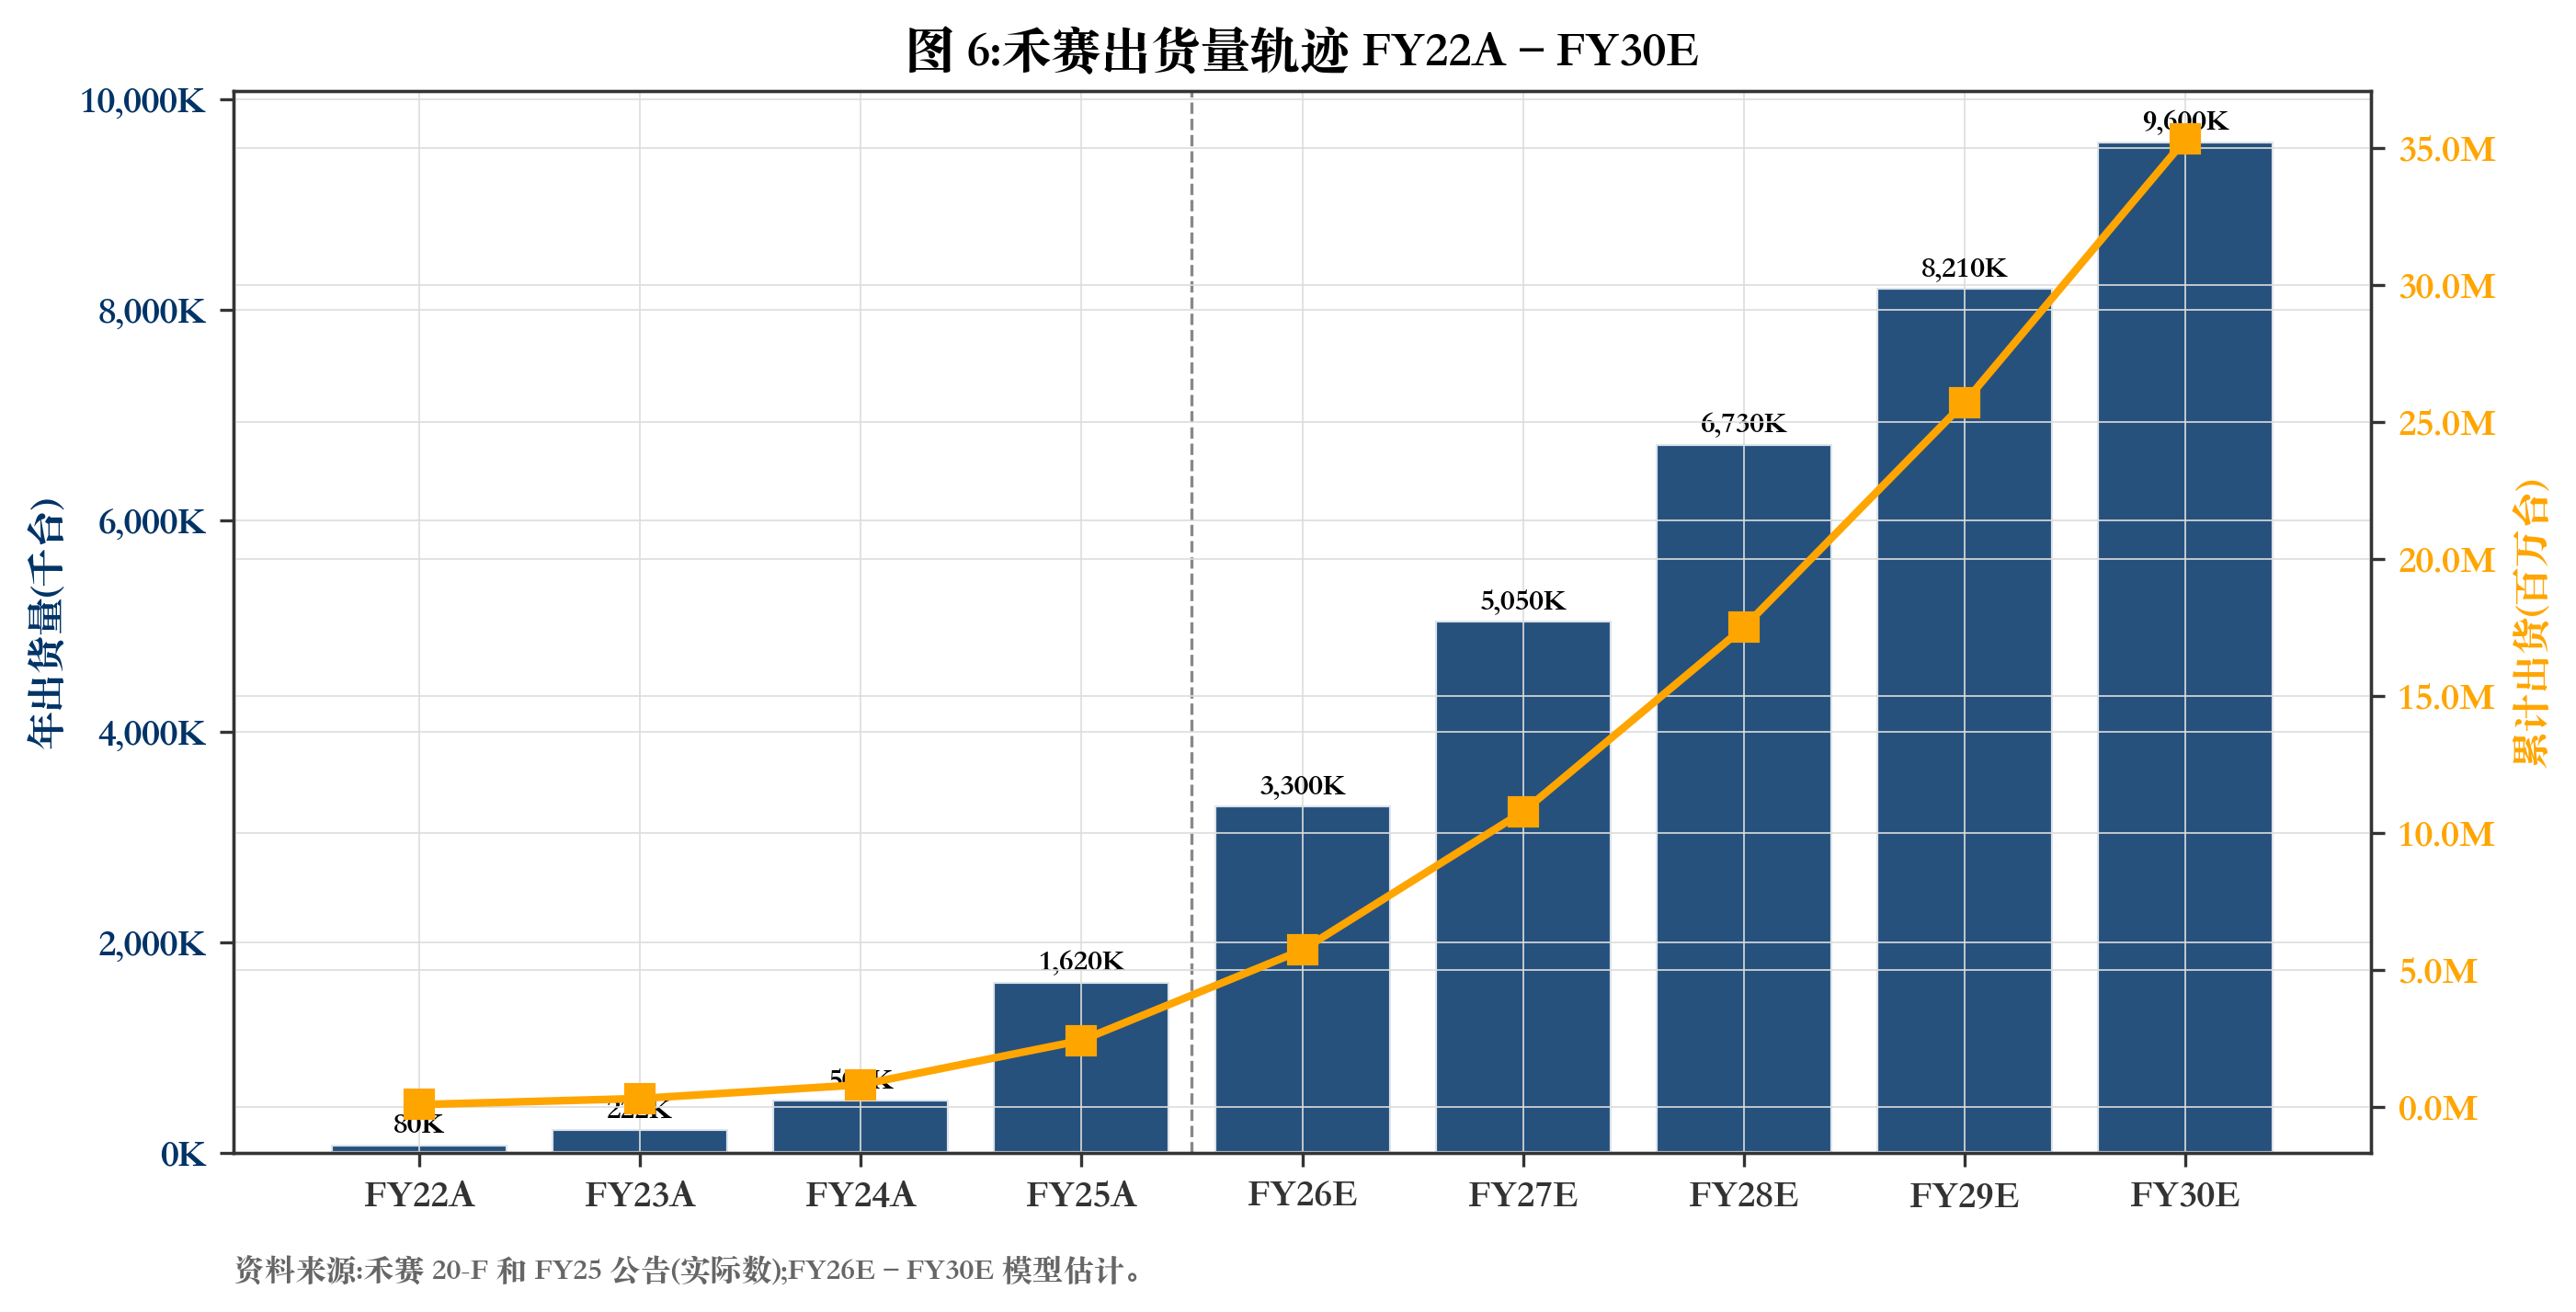 图 6:禾赛出货量轨迹 FY22A – FY30E
年出货量(千台)
10,000K
8,000K
6,000K
4,000K
2,000K
0K
累计出货(百万台)
35.0M
30.0M
25.0M
20.0M
15.0M
10.0M
5.0M
0.0M
80K
222K
1,620K
3,300K
5,050K
6,730K
8,210K
9,600K
FY22A FY23A FY24A FY25A FY26E FY27E FY28E FY29E FY30E
资料来源:禾赛 20-F 和 FY25 公告(实际数);FY26E – FY30E 模型估计。